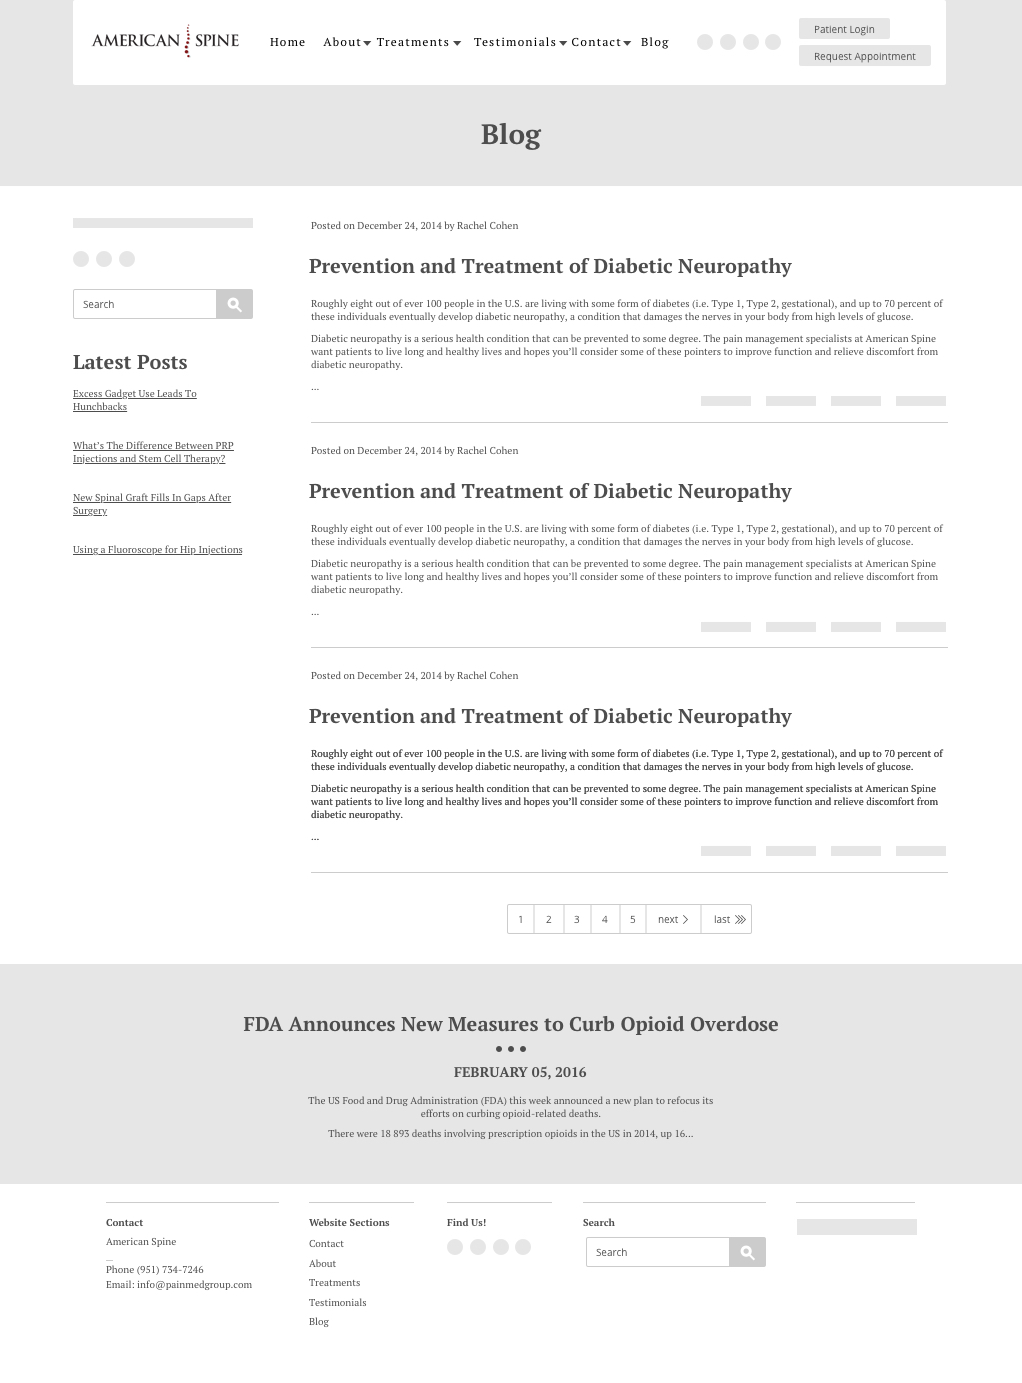 AMERICAN SPINE
Home About Treatments Testimonials Contact Blog
Patient Login
Request Appointment
Blog
Search
Latest Posts
Excess Gadget Use Leads To
Hunchbacks
What's The Difference Between PRP
Injections and Stem Cell Therapy?
New Spinal Graft Fills In Gaps After
Surgery
Using a Fluoroscope for Hip Injections
Posted on December 24, 2014 by Rachel Cohen
Prevention and Treatment of Diabetic Neuropathy
Roughly eight out of ever 100 people in the U.S. are living with some form of diabetes (i.e. Type 1, Type 2, gestational), and up to 70 percent of
these individuals eventually develop diabetic neuropathy, a condition that damages the nerves in your body from high levels of glucose.
Diabetic neuropathy is a serious health condition that can be prevented to some degree. The pain management specialists at American Spine
want patients to live long and healthy lives and hopes you'll consider some of these pointers to improve function and relieve discomfort from
diabetic neuropathy.
...
Posted on December 24, 2014 by Rachel Cohen
Prevention and Treatment of Diabetic Neuropathy
Roughly eight out of ever 100 people in the U.S. are living with some form of diabetes (i.e. Type 1, Type 2, gestational), and up to 70 percent of
these individuals eventually develop diabetic neuropathy, a condition that damages the nerves in your body from high levels of glucose.
Diabetic neuropathy is a serious health condition that can be prevented to some degree. The pain management specialists at American Spine
want patients to live long and healthy lives and hopes you'll consider some of these pointers to improve function and relieve discomfort from
diabetic neuropathy.
...
Posted on December 24, 2014 by Rachel Cohen
Prevention and Treatment of Diabetic Neuropathy
Roughly eight out of ever 100 people in the U.S. are living with some form of diabetes (i.e. Type 1, Type 2, gestational), and up to 70 percent of
these individuals eventually develop diabetic neuropathy, a condition that damages the nerves in your body from high levels of glucose.
Diabetic neuropathy is a serious health condition that can be prevented to some degree. The pain management specialists at American Spine
want patients to live long and healthy lives and hopes you'll consider some of these pointers to improve function and relieve discomfort from
diabetic neuropathy.
...
1 2 3 4 5 next last
FDA Announces New Measures to Curb Opioid Overdose
FEBRUARY 05, 2016
The US Food and Drug Administration (FDA) this week announced a new plan to refocus its
efforts on curbing opioid-related deaths.
There were 18 893 deaths involving prescription opioids in the US in 2014, up 16...
Contact
American Spine
...
Phone (951) 734-7246
Email: info@painmedgroup.com
Website Sections
Contact
About
Treatments
Testimonials
Blog
Find Us!
Search
Search